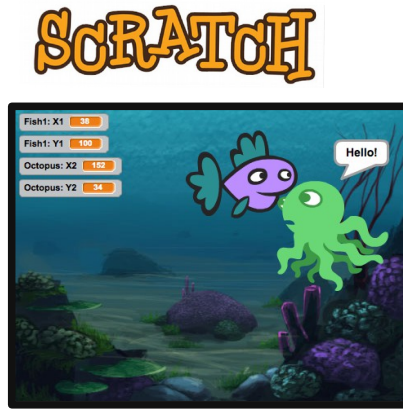 SCRATCH
Fish1: X1 38
Fish1: Y1 100
Hello!
Octopus: X2 152
Octopus: Y2 34